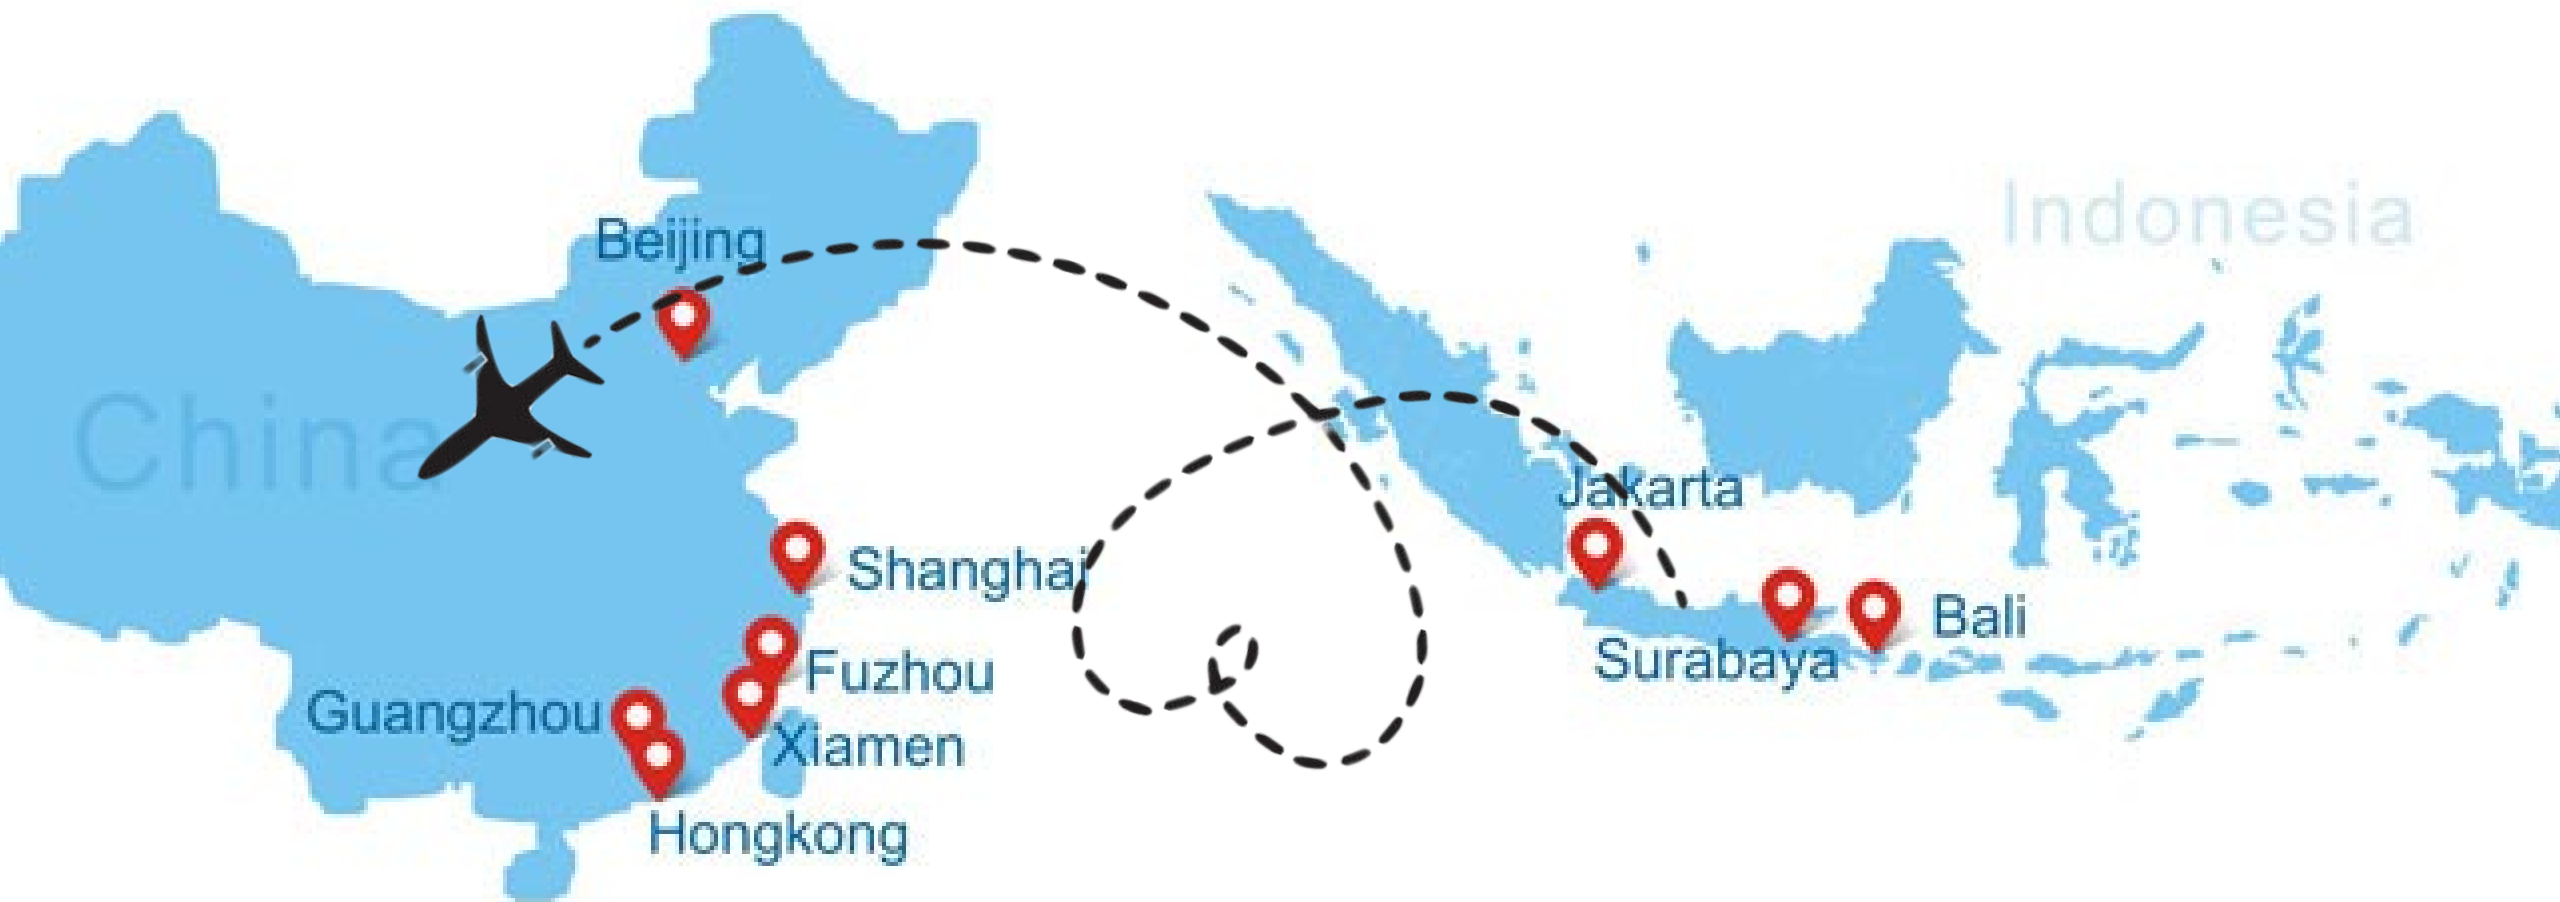 Indonesia
Beijing
China
Jakarta
Shanghai
Bali
Surabaya
Fuzhou
Guangzhou
Xiamen
Hongkong